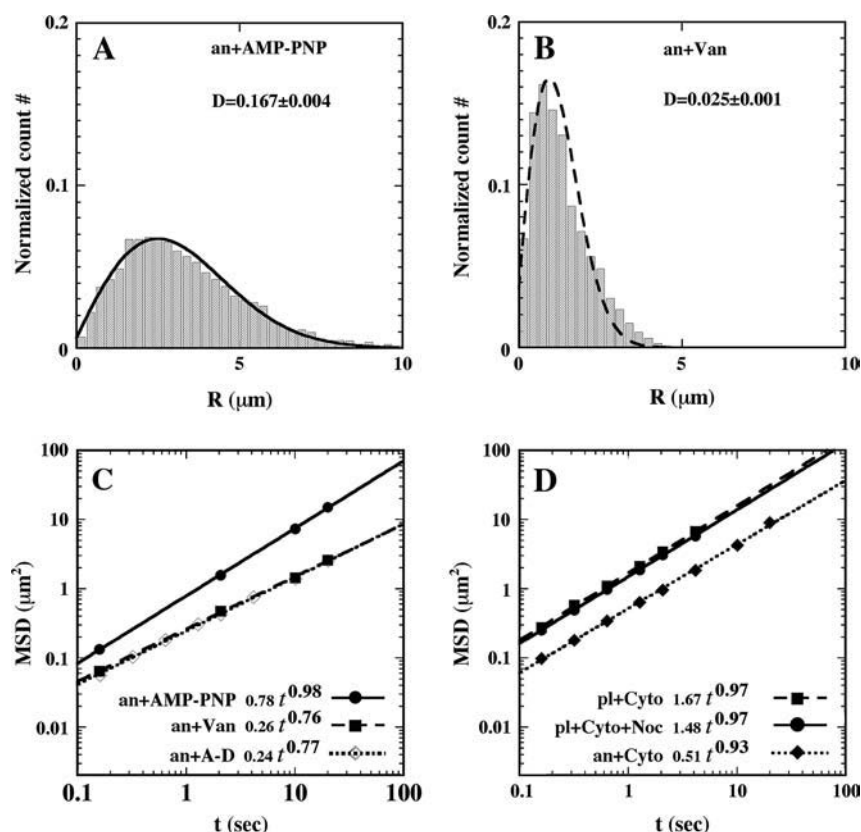 A
an+AMP-PNP
D=0.167±0.004
Normalized count #
0.2
0.1
0
0
5
10
R (μm)
B
an+Van
D=0.025±0.001
Normalized count #
0.2
0.1
0
0
5
10
R (μm)
C
MSD (μm²)
100
10
1
0.1
0.01
an+AMP-PNP 0.78 t^0.98
an+Van 0.26 t^0.76
an+A-D 0.24 t^0.77
0.1
1
10
100
t (sec)
D
MSD (μm²)
100
10
1
0.1
0.01
pl+Cyto 1.67 t^0.97
pl+Cyto+Noc 1.48 t^0.97
an+Cyto 0.51 t^0.93
0.1
1
10
100
t (sec)